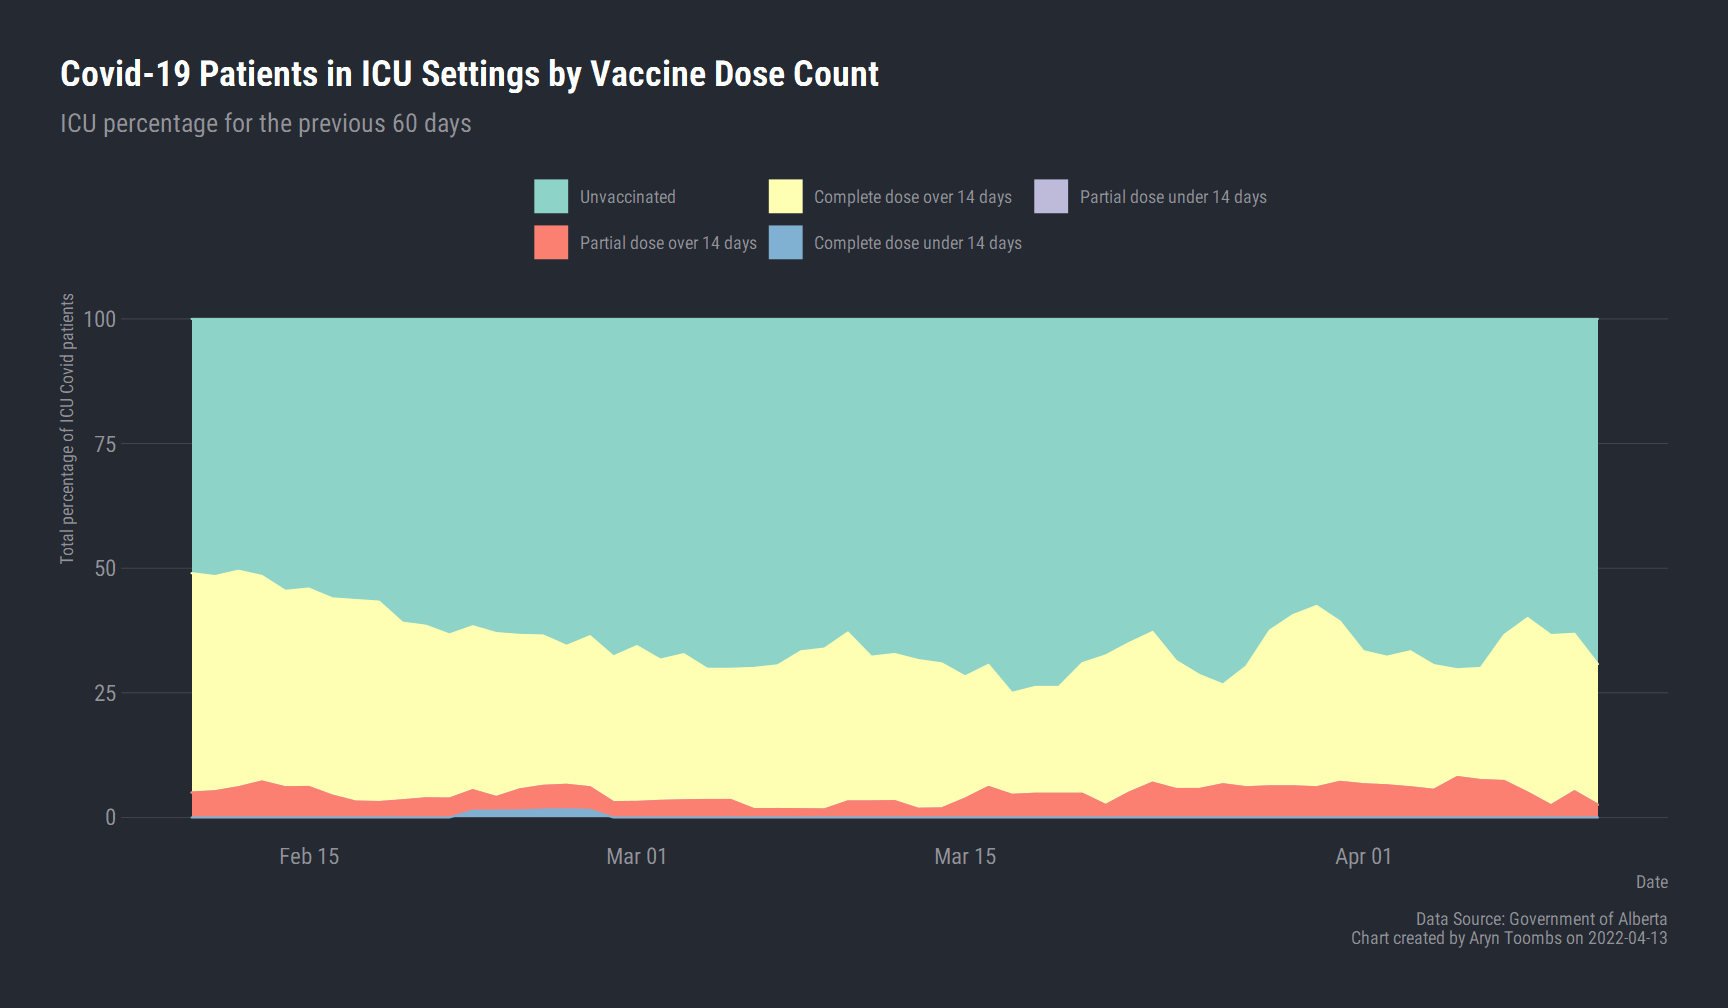 Covid-19 Patients in ICU Settings by Vaccine Dose Count
ICU percentage for the previous 60 days
Unvaccinated
Complete dose over 14 days
Partial dose under 14 days
Partial dose over 14 days
Complete dose under 14 days
Total percentage of ICU Covid patients
100
75
50
25
0
Feb 15
Mar 01
Mar 15
Apr 01
Date
Data Source: Government of Alberta
Chart created by Aryn Toombs on 2022-04-13